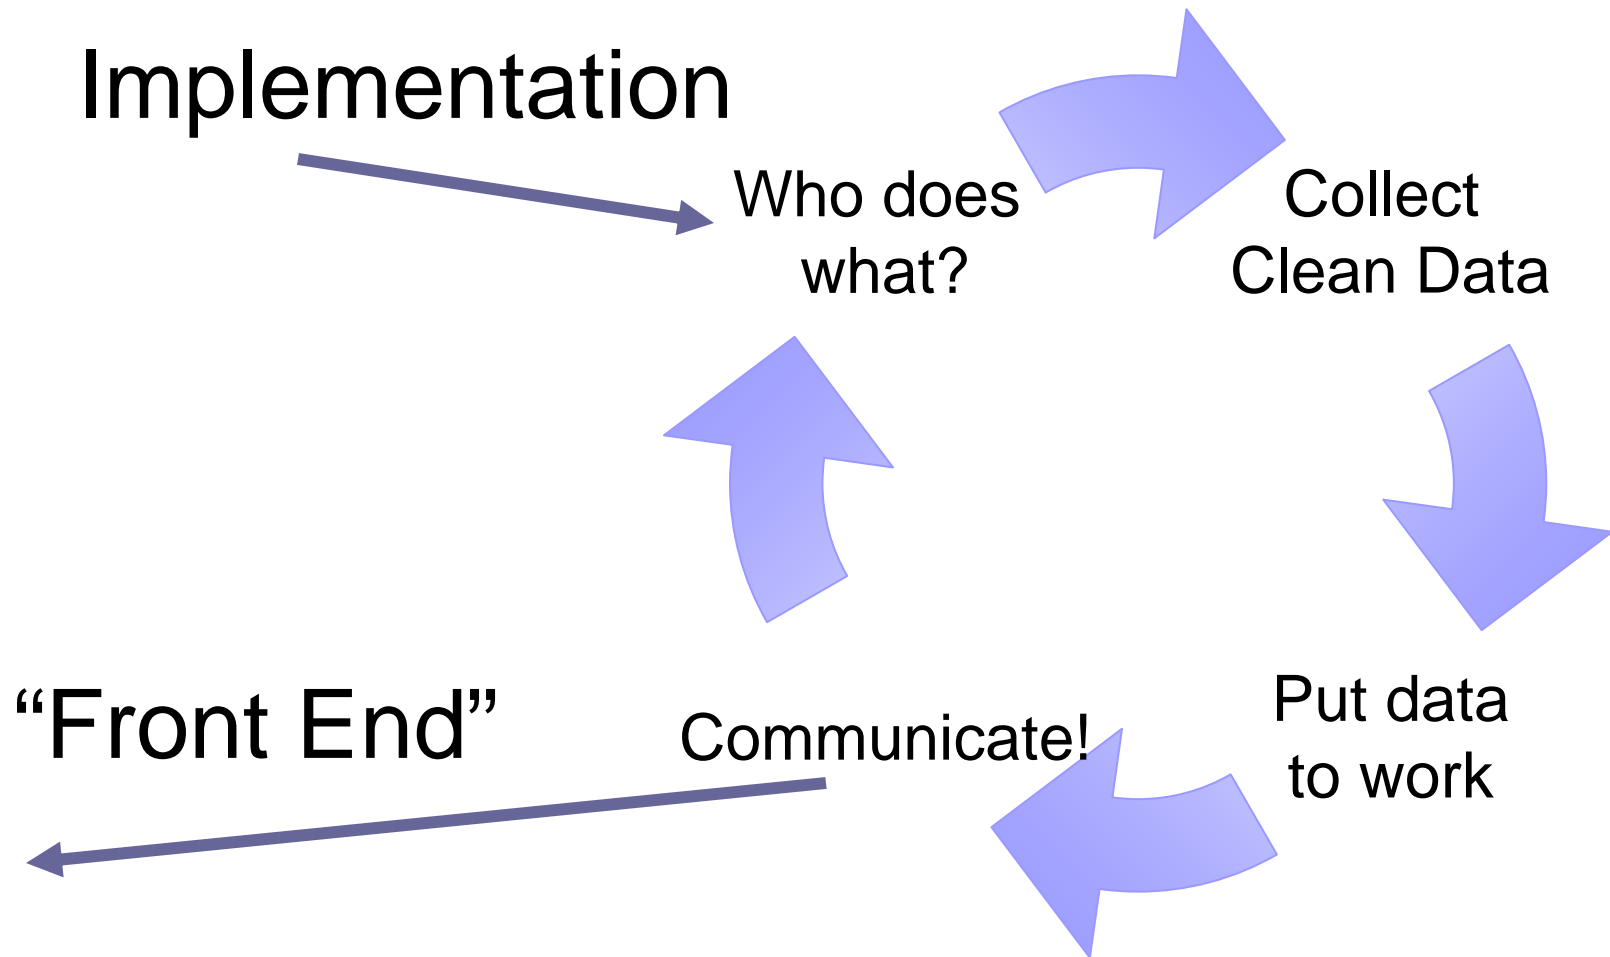 Implementation
Who does
what?
Collect
Clean Data
“Front End”
Communicate!
Put data
to work